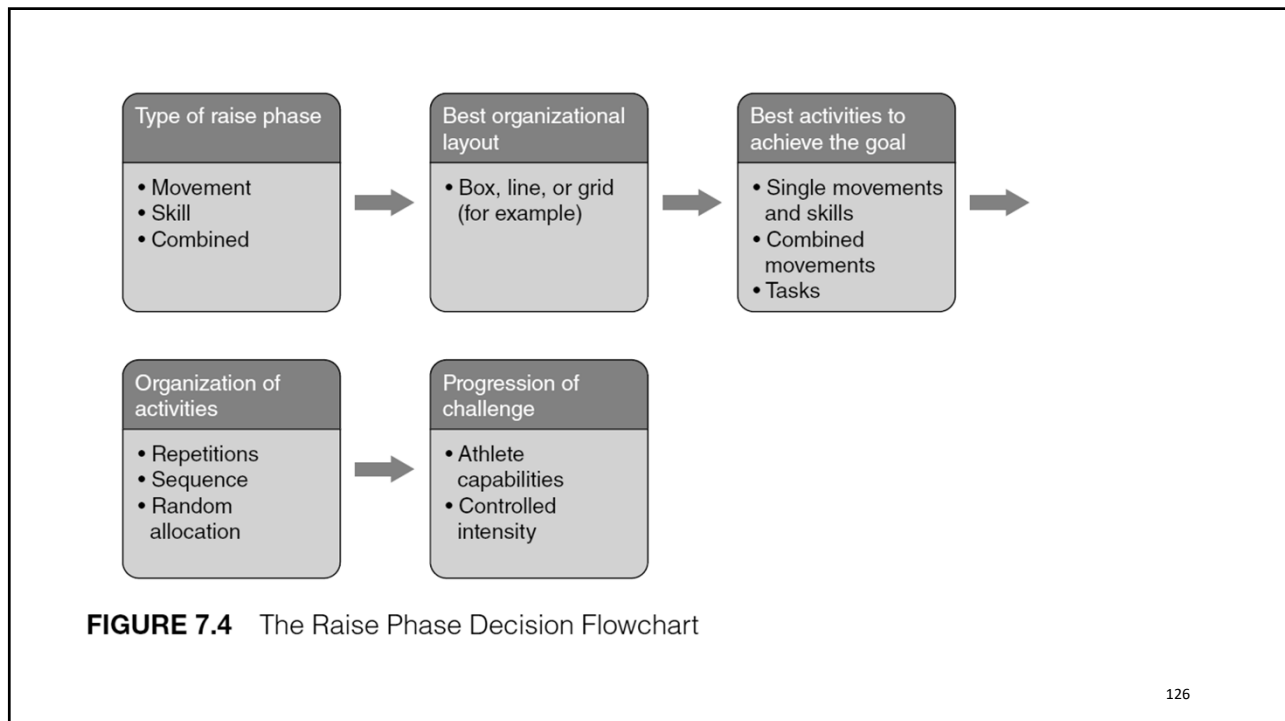 Type of raise phase
• Movement
• Skill
• Combined
Best organizational
layout
• Box, line, or grid
(for example)
Best activities to
achieve the goal
• Single movements
and skills
• Combined
movements
• Tasks
Organization of
activities
• Repetitions
• Sequence
• Random
allocation
Progression of
challenge
• Athlete
capabilities
• Controlled
intensity
FIGURE 7.4 The Raise Phase Decision Flowchart
126